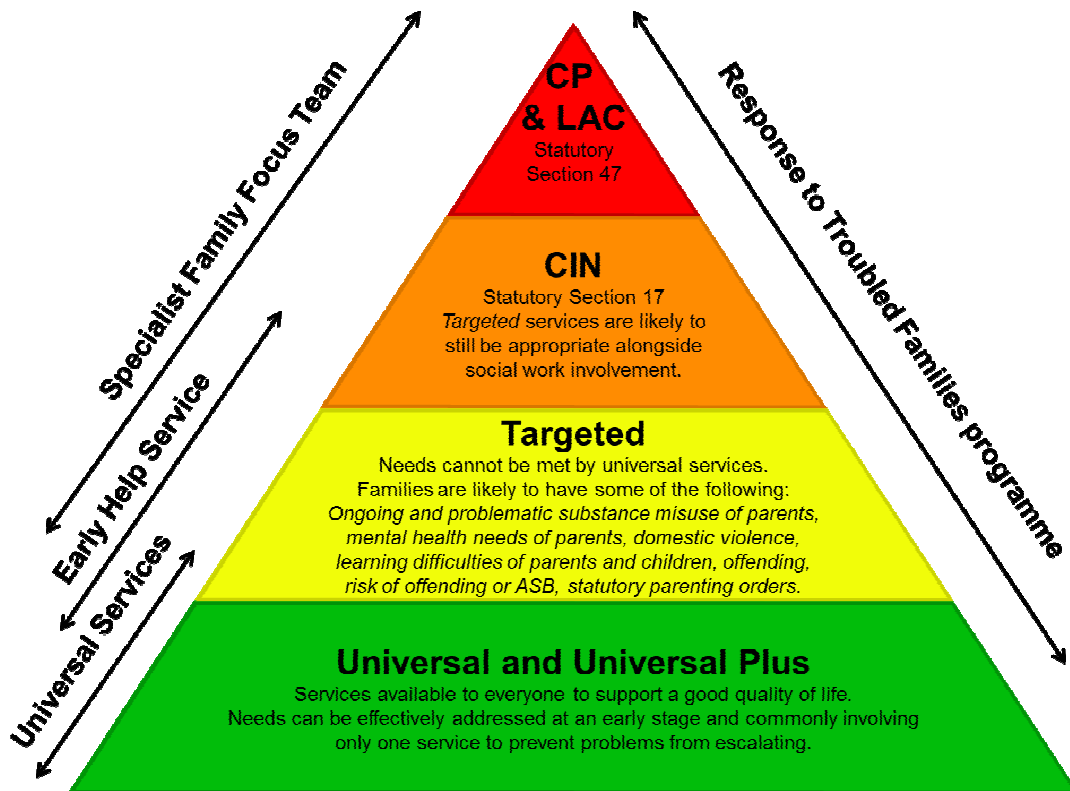 CP
& LAC
Statutory
Section 47
CIN
Statutory Section 17
Targeted services are likely to
still be appropriate alongside
social work involvement.
Targeted
Needs cannot be met by universal services.
Families are likely to have some of the following:
Ongoing and problematic substance misuse of parents,
mental health needs of parents, domestic violence,
learning difficulties of parents and children, offending,
risk of offending or ASB, statutory parenting orders.
Universal and Universal Plus
Services available to everyone to support a good quality of life.
Needs can be effectively addressed at an early stage and commonly involving
only one service to prevent problems from escalating.
Specialist Family Focus Team
Early Help Service
Universal Services
Response to Troubled Families programme